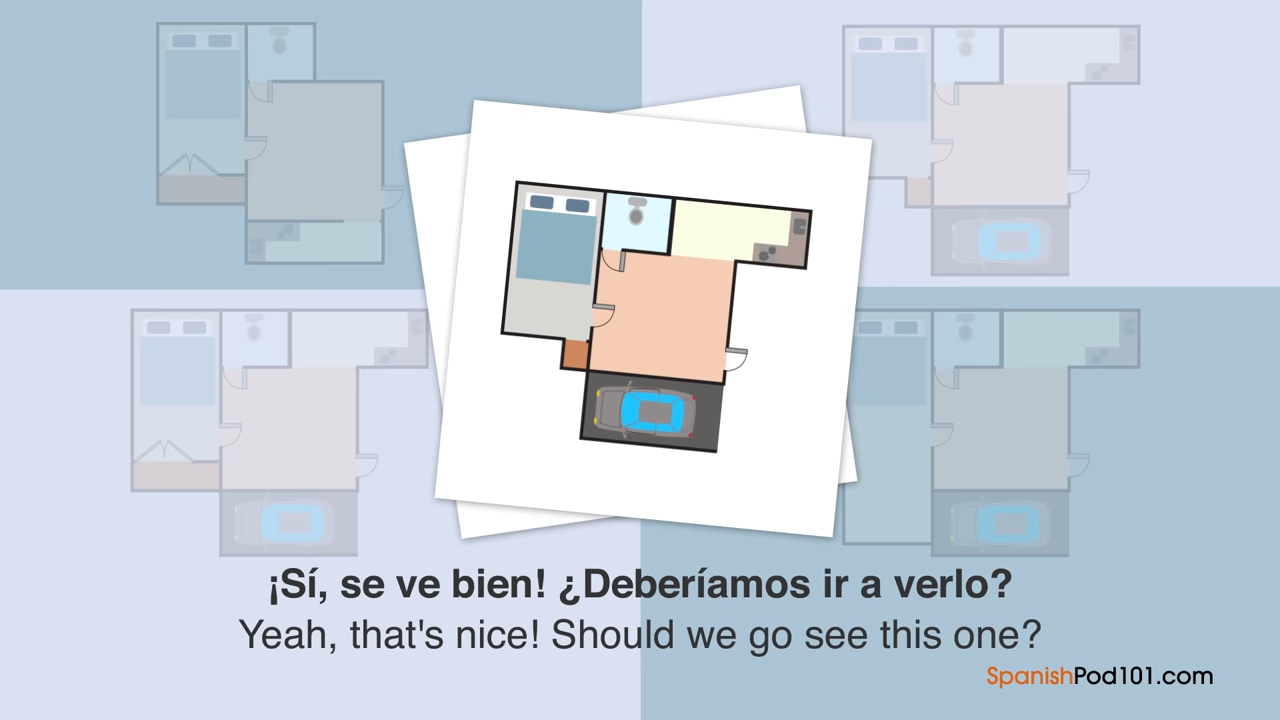 ¡Sí, se ve bien! ¿Deberíamos ir a verlo?
Yeah, that's nice! Should we go see this one?
SpanishPod101.com